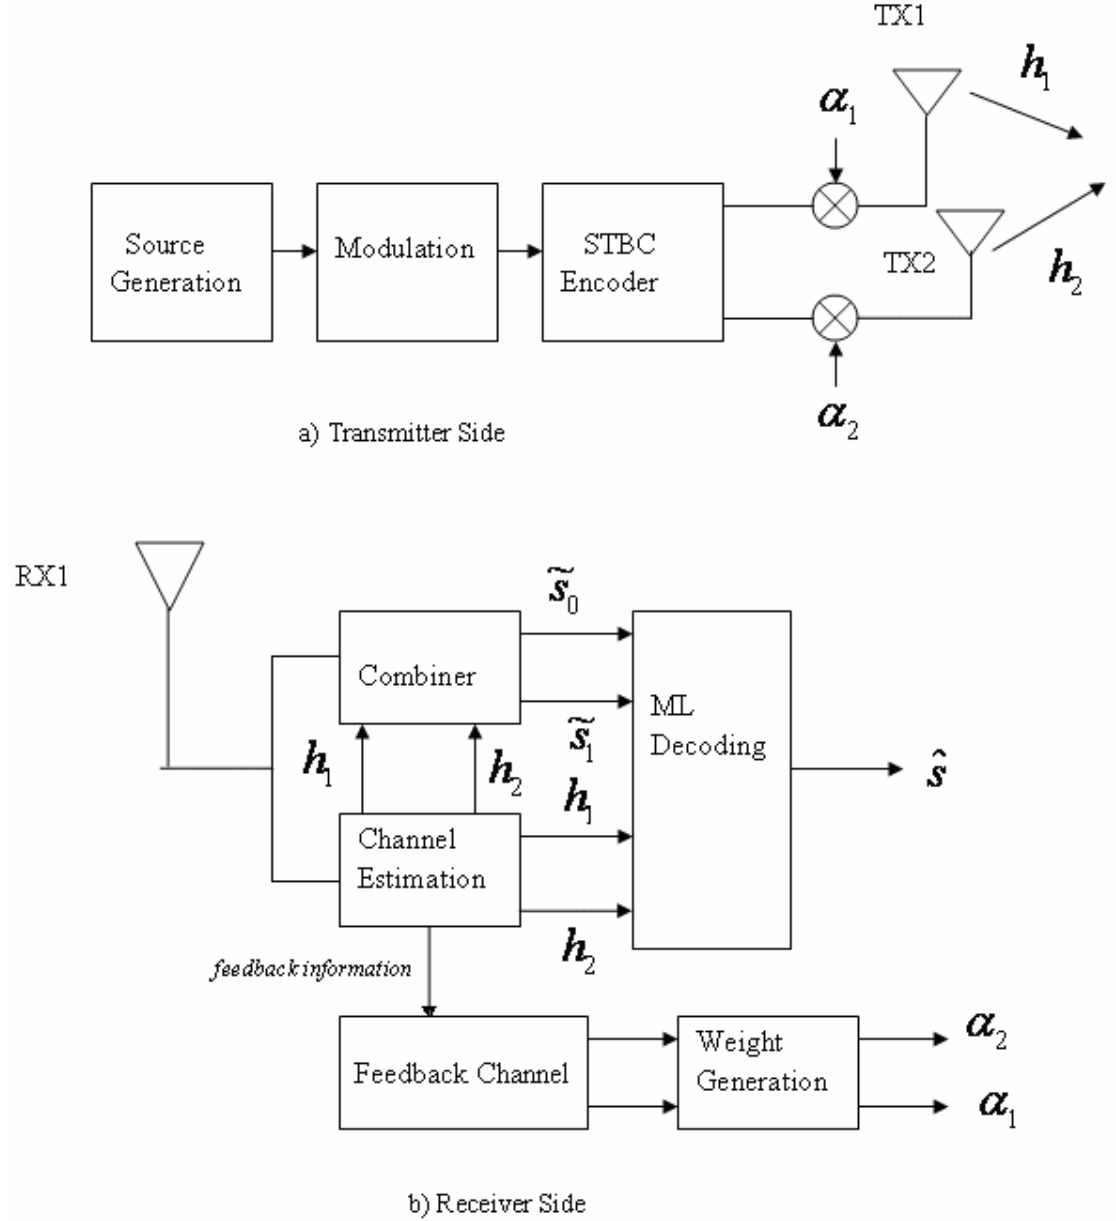 TX1
h₁
α₁
Source
Generation
Modulation
STBC
Encoder
TX2
h₂
α₂
a) Transmitter Side
RX1
s̃₀
Combiner
s̃₁
ML
Decoding
ŝ
h₁
h₂
h₁
Channel
Estimation
h₂
feedback information
Feedback Channel
Weight
Generation
α₂
α₁
b) Receiver Side